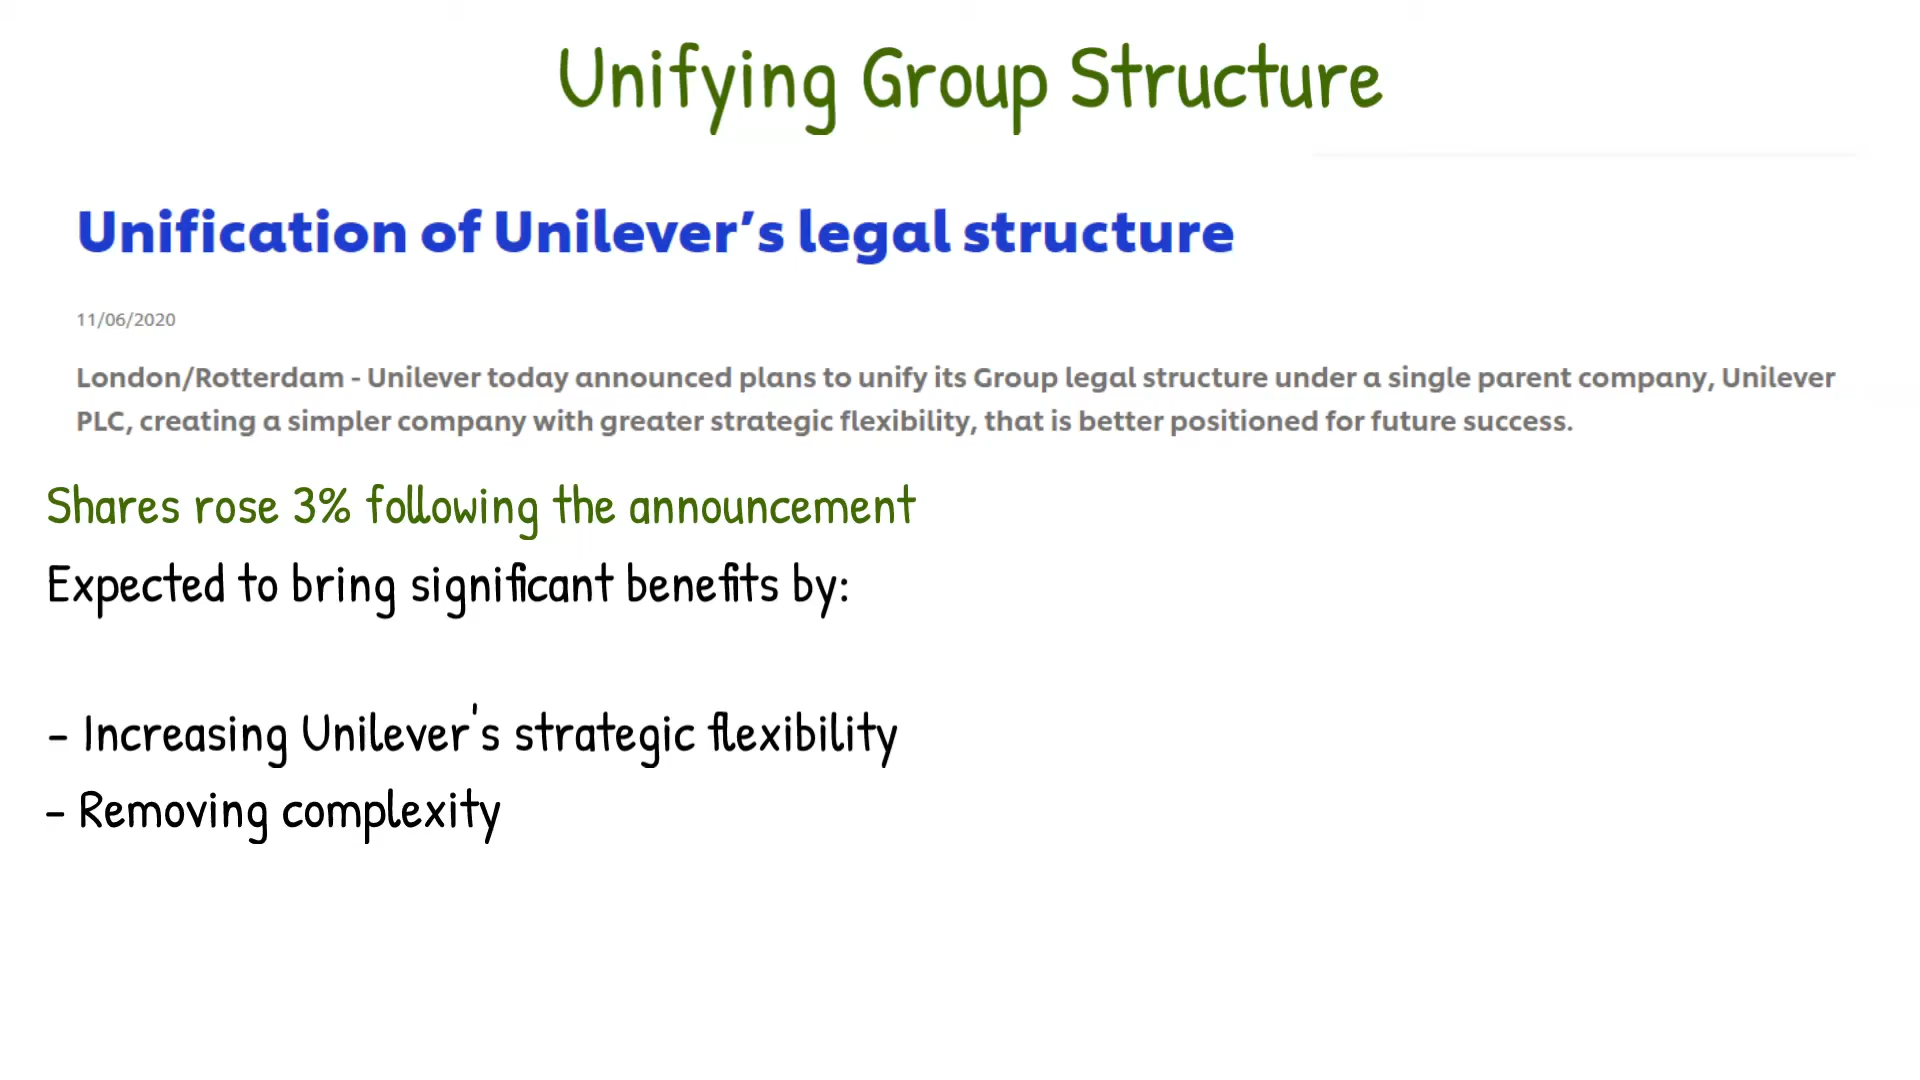 Unifying Group Structure
Unification of Unilever’s legal structure
11/06/2020
London/Rotterdam - Unilever today announced plans to unify its Group legal structure under a single parent company, Unilever
PLC, creating a simpler company with greater strategic flexibility, that is better positioned for future success.
Shares rose 3% following the announcement
Expected to bring significant benefits by:
- Increasing Unilever's strategic flexibility
- Removing complexity